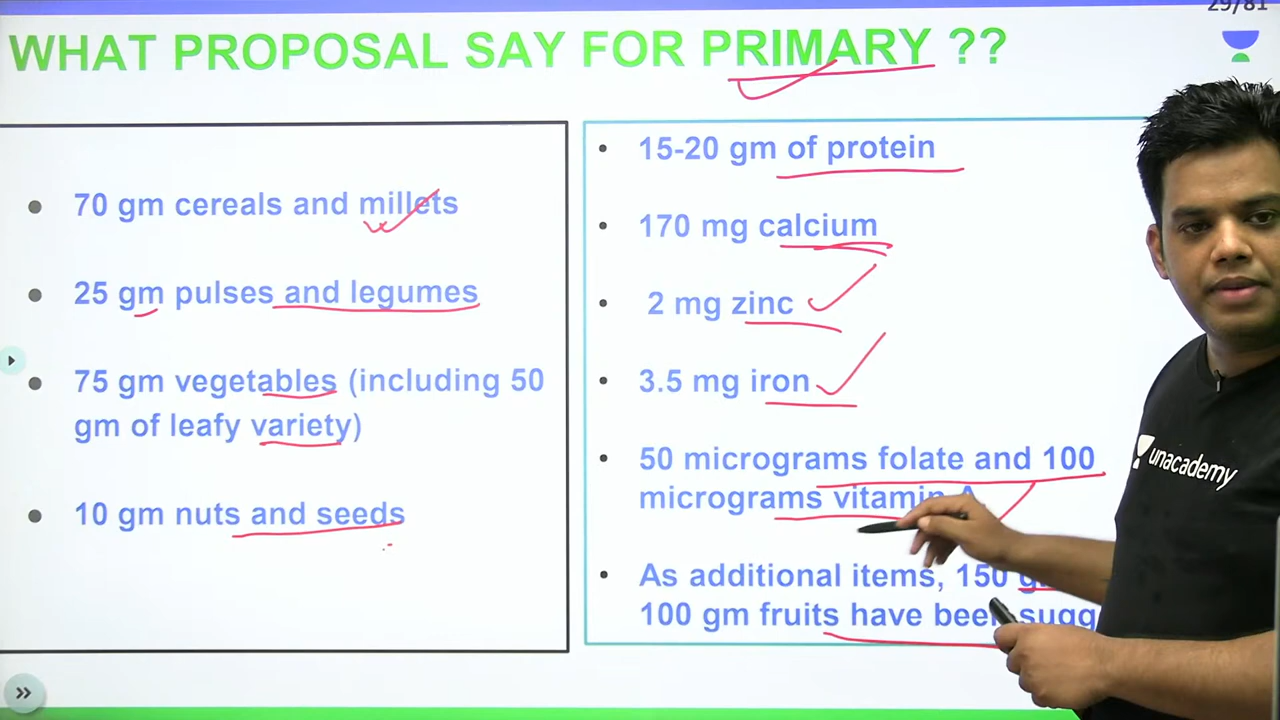 29/81
WHAT PROPOSAL SAY FOR PRIMARY ??
• 70 gm cereals and millets
• 25 gm pulses and legumes
• 75 gm vegetables (including 50
gm of leafy variety)
• 10 gm nuts and seeds
• 15-20 gm of protein
• 170 mg calcium
• 2 mg zinc
• 3.5 mg iron
• 50 micrograms folate and 100
micrograms vitamin A
• As additional items, 150
100 gm fruits have been
unacademy